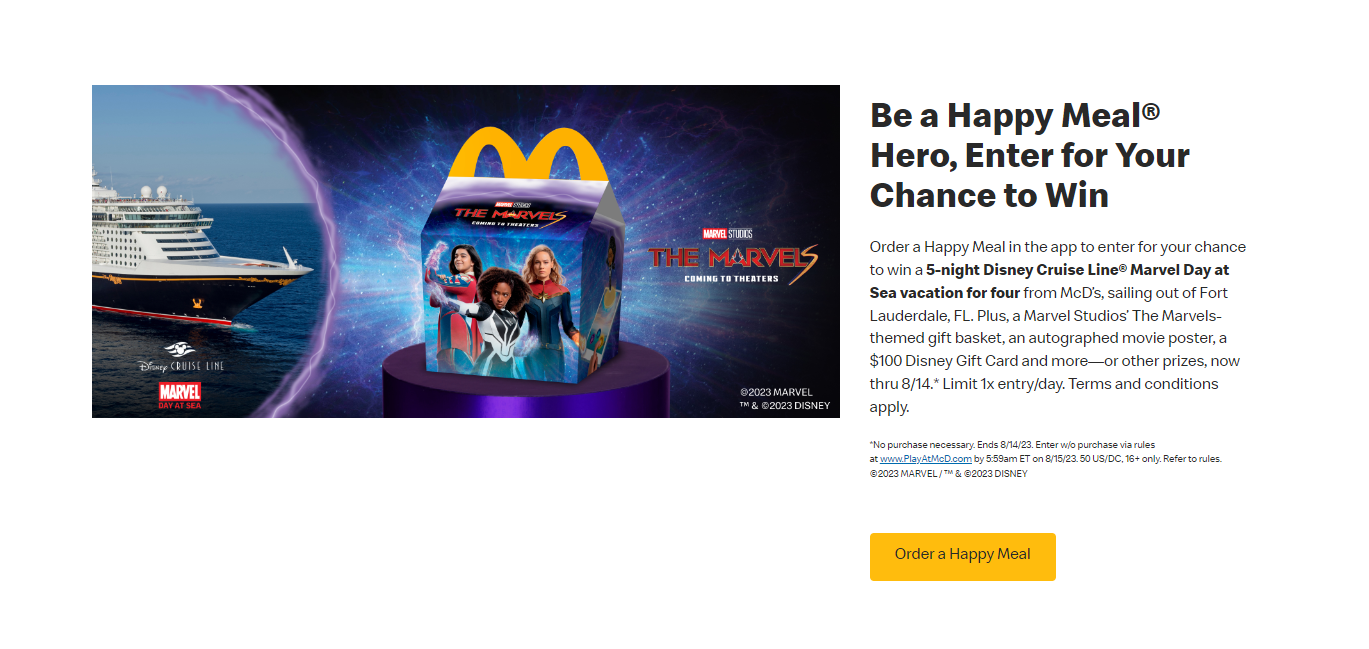 Be a Happy Meal®
Hero, Enter for Your
Chance to Win
Order a Happy Meal in the app to enter for your chance
to win a 5-night Disney Cruise Line® Marvel Day at
Sea vacation for four from McD's, sailing out of Fort
Lauderdale, FL. Plus, a Marvel Studios' The Marvels-
themed gift basket, an autographed movie poster, a
$100 Disney Gift Card and more—or other prizes, now
thru 8/14.* Limit 1x entry/day. Terms and conditions
apply.
*No purchase necessary. Ends 8/14/23. Enter w/o purchase via rules
at www.PlayAtMcD.com by 5:59am ET on 8/15/23. 50 US/DC, 16+ only. Refer to rules.
©2023 MARVEL / ™ & ©2023 DISNEY
Order a Happy Meal
MARVEL STUDIOS
THE MARVELS
COMING TO THEATERS
MARVEL STUDIOS
THE MARVELS
COMING TO THEATERS
Disney CRUISE LINE
MARVEL
DAY AT SEA
©2023 MARVEL
™ & ©2023 DISNEY